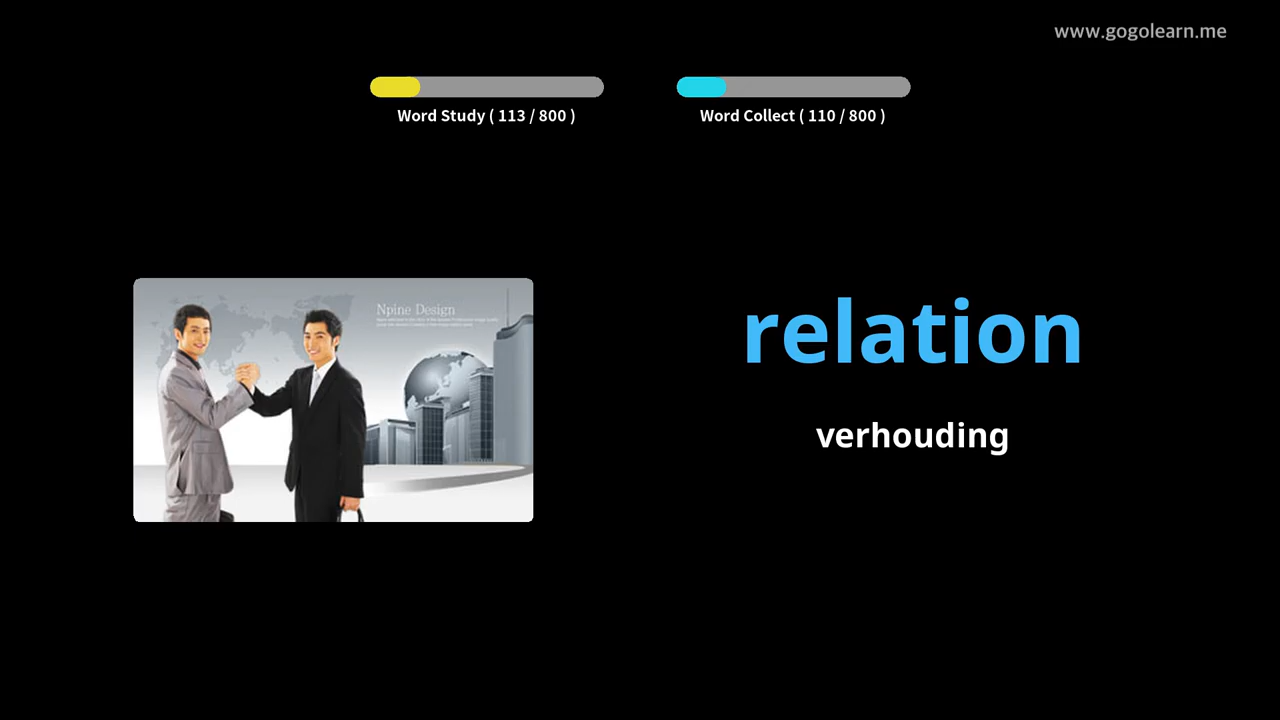 www.gogolearn.me
Word Study ( 113 / 800 )
Word Collect ( 110 / 800 )
Npine Design
relation
verhouding